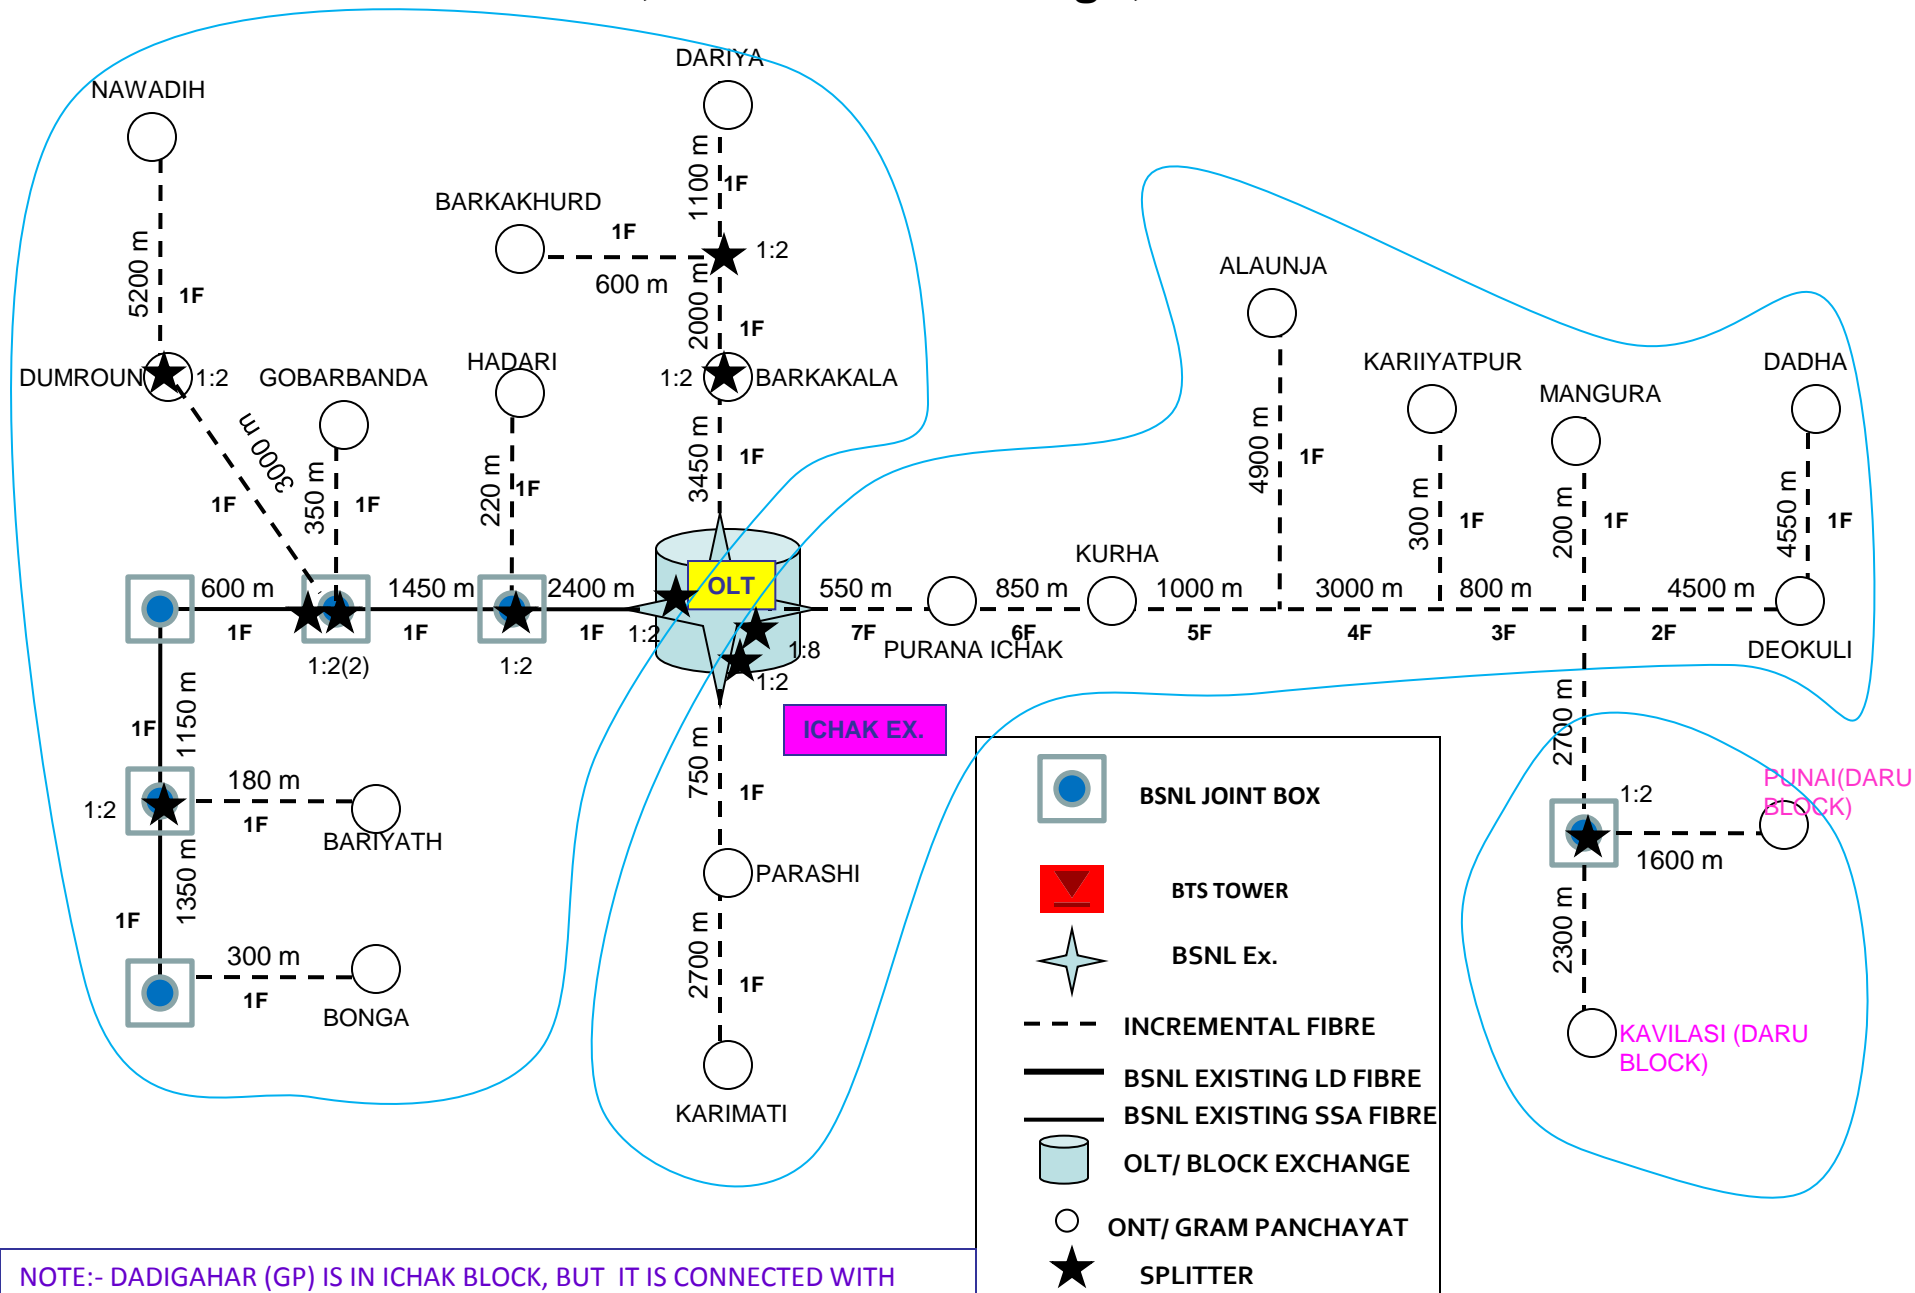 DARIYA
NAWADIH
1100 m
1F
BARKAKHURD
1F
1:2
600 m
ALAUNJA
5200 m
1F
2000 m
1F
HADARI
KARIIYATPUR
DADHA
DUMROUN
1:2
GOBARBANDA
1:2
BARKAKALA
MANGURA
3000 m
1F
350 m
1F
220 m
1F
3450 m
1F
4900 m
1F
300 m
1F
200 m
1F
4550 m
1F
KURHA
600 m
1450 m
2400 m
OLT
550 m
850 m
1000 m
3000 m
800 m
4500 m
1F
1F
1F
1:2
7F
6F
5F
4F
3F
2F
1:2(2)
1:2
1:8
1:2
PURANA ICHAK
DEOKULI
1F
1150 m
ICHAK EX.
2700 m
750 m
1F
180 m
1F
1:2
BARIYATH
BSNL JOINT BOX
1:2
PUNAI(DARU
BLOCK)
1600 m
1350 m
1F
PARASHI
BTS TOWER
300 m
1F
BONGA
2700 m
1F
BSNL Ex.
2300 m
INCREMENTAL FIBRE
KAVILASI (DARU
BLOCK)
BSNL EXISTING LD FIBRE
KARIMATI
BSNL EXISTING SSA FIBRE
OLT/ BLOCK EXCHANGE
ONT/ GRAM PANCHAYAT
SPLITTER
NOTE:- DADIGAHAR (GP) IS IN ICHAK BLOCK, BUT IT IS CONNECTED WITH